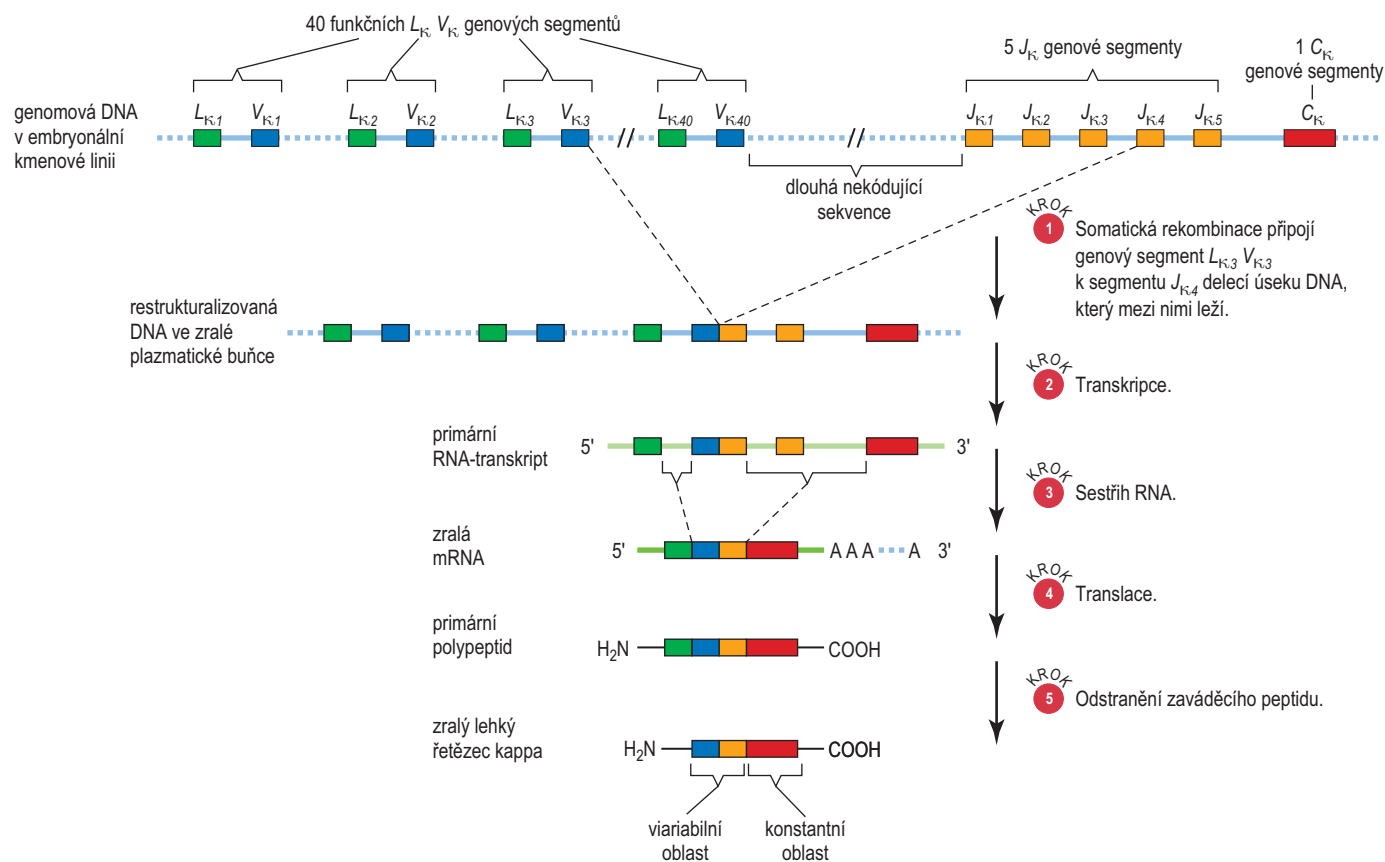 40 funkčních Lκ Vκ genových segmentů
5 Jκ genové segmenty
1 Cκ
genové segmenty
genomová DNA
v embryonální
kmenové linii
Lκ1 Vκ1 Lκ2 Vκ2 Lκ3 Vκ3 Lκ40 Vκ40 Jκ1 Jκ2 Jκ3 Jκ4 Jκ5 Cκ
//
//
dlouhá nekódující
sekvence
KROK
1
Somatická rekombinace připojí
genový segment Lκ3 Vκ3
k segmentu Jκ4 delecí úseku DNA,
který mezi nimi leží.
restrukturalizovaná
DNA ve zralé
plazmatické buňce
KROK
2
Transkripce.
primární
RNA-transkript
5' 3'
KROK
3
Sestřih RNA.
zralá
mRNA
5' A A A A 3'
KROK
4
Translace.
primární
polypeptid
H2N COOH
KROK
5
Odstranění zaváděcího peptidu.
zralý lehký
řetězec kappa
H2N COOH
viariabilní
oblast
konstantní
oblast